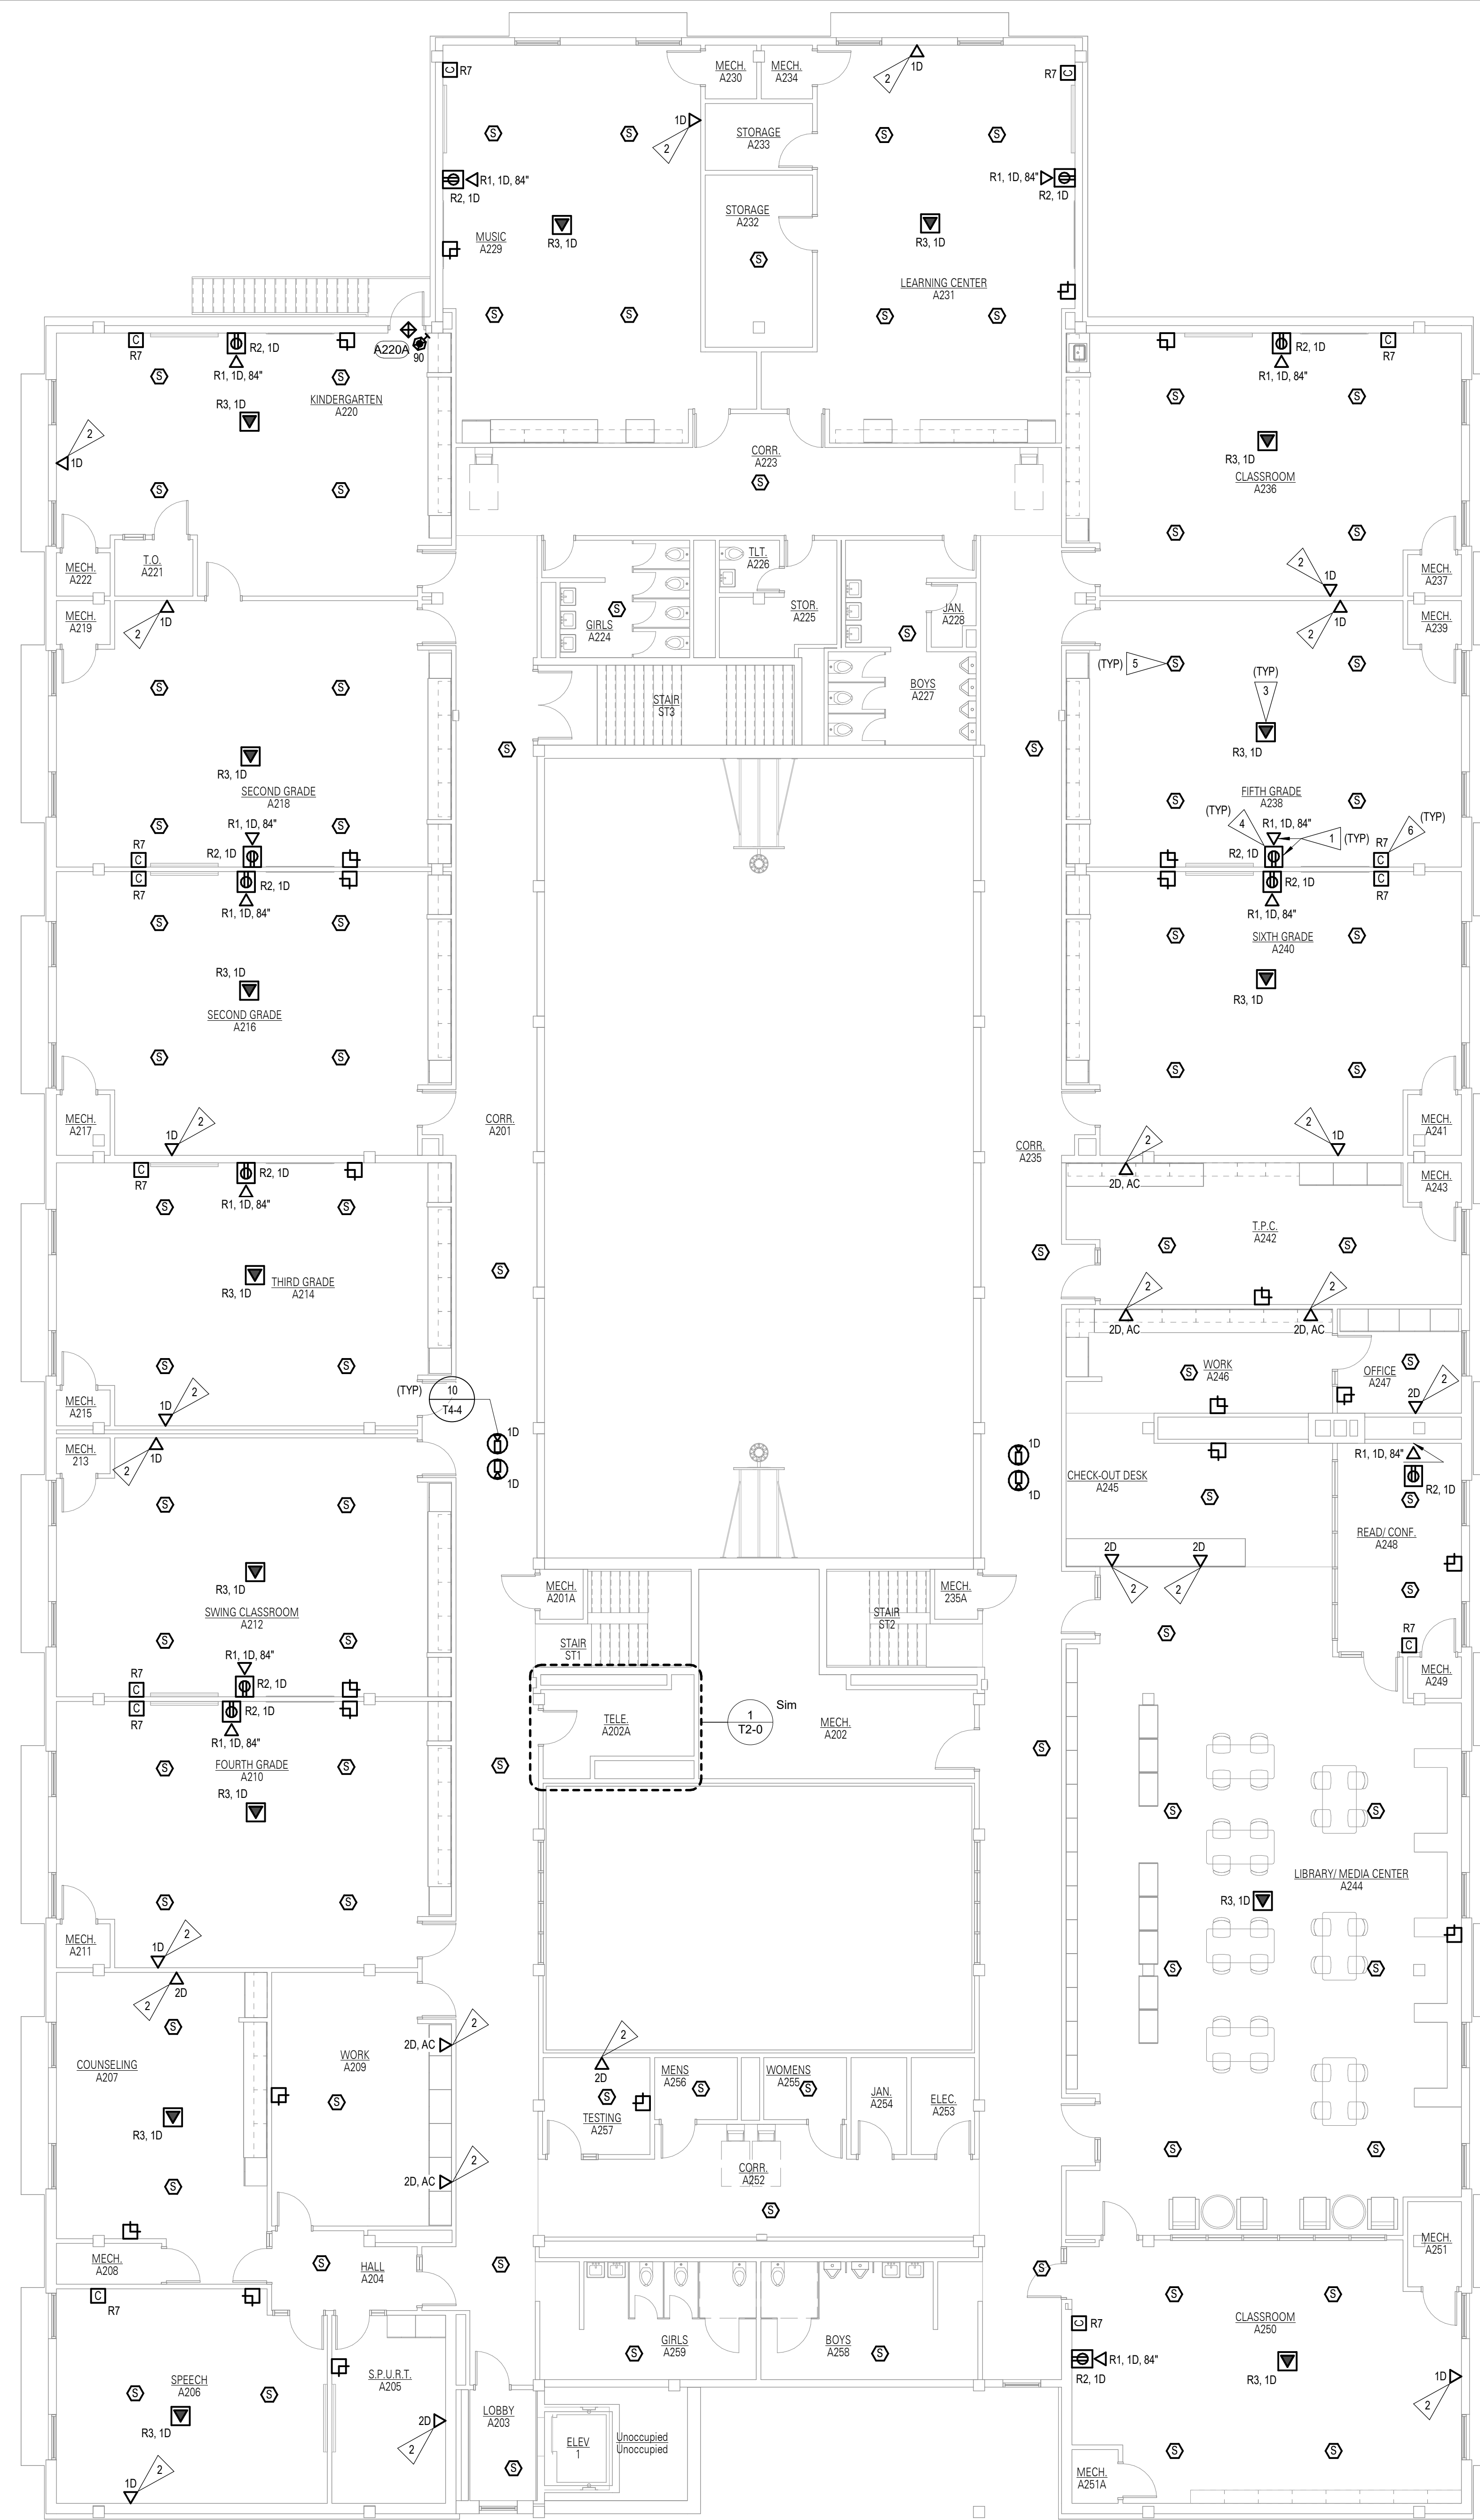 C
R7
MECH.
A230
MECH.
A234
1D
2
R7
C
S
S
1D
2
STORAGE
A233
S
S
R1, 1D, 84"
R2, 1D
R1, 1D, 84"
R2, 1D
STORAGE
A232
R3, 1D
R3, 1D
MUSIC
A229
S
LEARNING CENTER
A231
S
S
S
S
C
R7
R2, 1D
R1, 1D, 84"
A220A
90
S
S
R3, 1D
KINDERGARTEN
A220
R2, 1D
R1, 1D, 84"
C
R7
S
S
2
1D
R3, 1D
CORR.
A223
S
CLASSROOM
A236
S
S
S
S
MECH.
A222
T.O.
A221
TLT.
A226
2
1D
MECH.
A237
MECH.
A219
1D
2
GIRLS
A224
S
STOR.
A225
JAN.
A228
S
2
1D
MECH.
A239
S
S
STAIR
ST3
BOYS
A227
(TYP)
5
S
S
(TYP)
3
R3, 1D
S
S
R3, 1D
SECOND GRADE
A218
R1, 1D, 84"
S
S
R7
C
R2, 1D
FIFTH GRADE
A238
S
S
(TYP)
4
R1, 1D, 84"
1
(TYP)
R2, 1D
R7
C
6
(TYP)
C
R7
R2, 1D
R1, 1D, 84"
S
S
R2, 1D
R1, 1D, 84"
C
R7
S
S
SIXTH GRADE
A240
R3, 1D
SECOND GRADE
A216
R3, 1D
S
S
S
S
MECH.
A217
1D
2
CORR.
A201
CORR.
A235
2
2D, AC
2
1D
MECH.
A241
MECH.
A243
C
R7
R2, 1D
R1, 1D, 84"
S
S
T.P.C.
A242
S
S
R3, 1D
THIRD GRADE
A214
S
S
S
S
2
2D, AC
2
2D, AC
MECH.
A215
1D
2
(TYP)
10
T4-4
1D
1D
1D
1D
S
WORK
A246
S
OFFICE
A247
2D
2
MECH.
213
1D
2
R1, 1D, 84"
R2, 1D
S
CHECK-OUT DESK
A245
S
S
S
READ/ CONF.
A248
2D
2
2D
2
R3, 1D
SWING CLASSROOM
A212
S
S
R1, 1D, 84"
R7
C
R2, 1D
MECH.
A201A
MECH.
235A
STAIR
ST1
STAIR
ST2
S
S
R7
C
MECH.
A249
C
R7
R2, 1D
R1, 1D, 84"
TELE.
A202A
1
T2-0
Sim
MECH.
A202
FOURTH GRADE
A210
R3, 1D
S
S
S
S
S
S
S
S
LIBRARY/ MEDIA CENTER
A244
R3, 1D
MECH.
A211
1D
2
2
2D
S
S
S
COUNSELING
A207
WORK
A209
2D, AC
2
2
2D
MENS
A256
WOMENS
A255
JAN.
A254
ELEC.
A253
S
S
S
S
TESTING
A257
R3, 1D
S
2D, AC
2
CORR.
A252
S
S
S
MECH.
A208
S
HALL
A204
S
S
MECH.
A251
C
R7
S
S
CLASSROOM
A250
C
R7
GIRLS
A259
S
BOYS
A258
S
R1, 1D, 84"
R2, 1D
R3, 1D
1D
2
SPEECH
A206
S
S
R3, 1D
S.P.U.R.T.
A205
2D
2
LOBBY
A203
S
ELEV
1
Unoccupied
Unoccupied
S
S
MECH.
A251A
1D
2